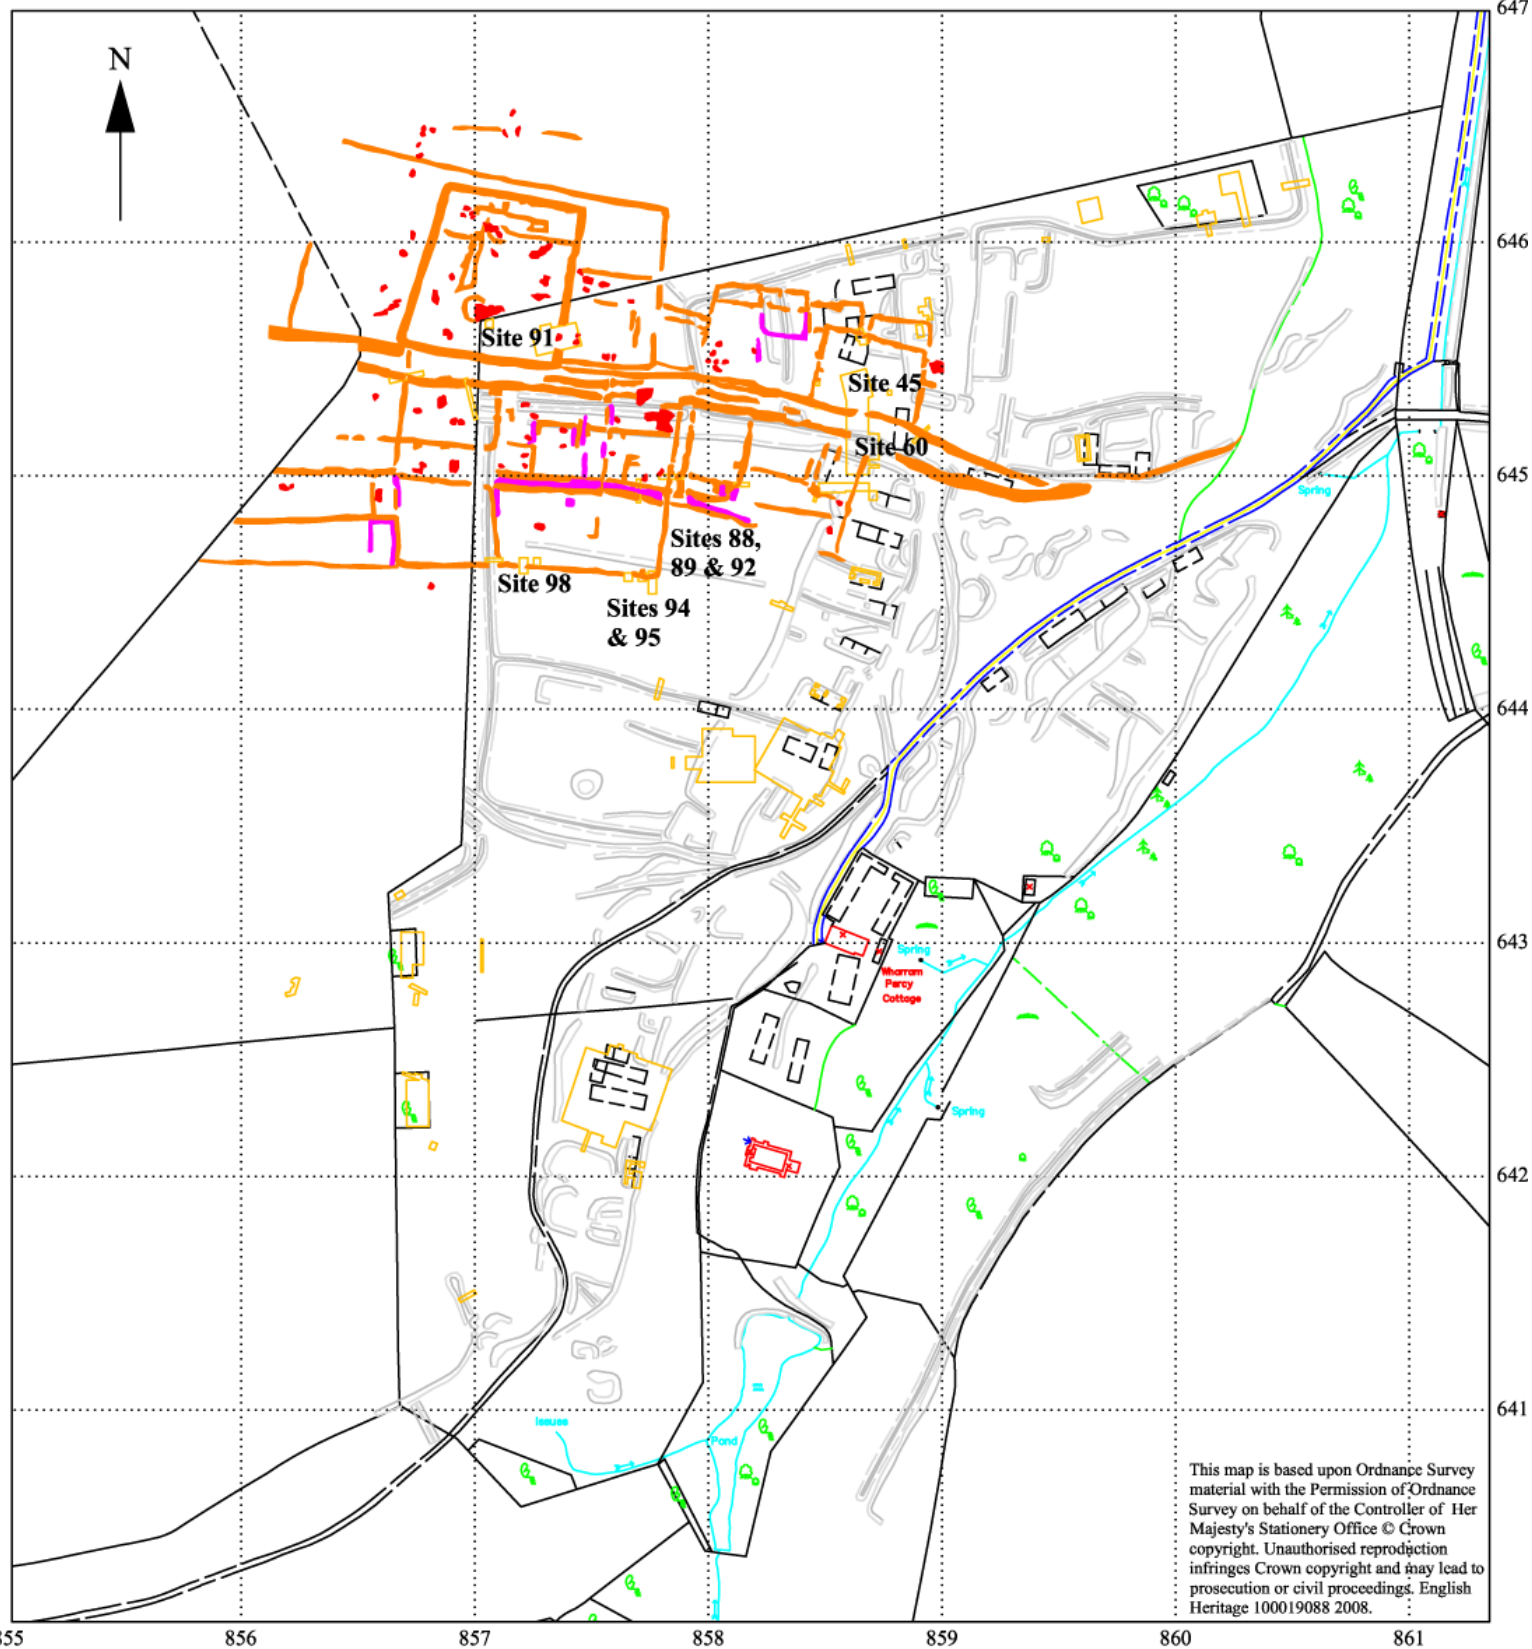 N
647
646
Site 91
Site 45
Site 60
645
Spring
Sites 88,
89 & 92
Site 98
Sites 94
& 95
644
643
Spring
Wharram
Percy
Cottage
Spring
642
641
Issues
Pond
This map is based upon Ordnance Survey
material with the Permission of Ordnance
Survey on behalf of the Controller of Her
Majesty's Stationery Office © Crown
copyright. Unauthorised reproduction
infringes Crown copyright and may lead to
prosecution or civil proceedings. English
Heritage 100019088 2008.
855 856 857 858 859 860 861